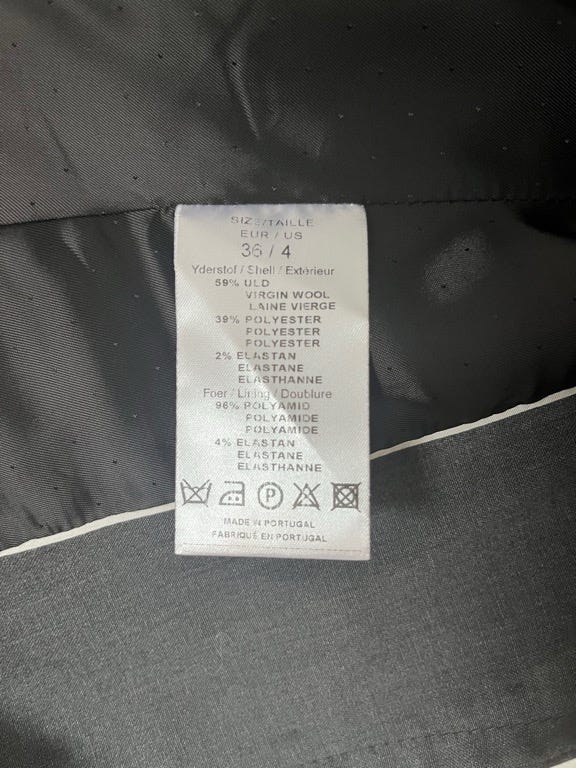 SIZE/TAILLE
EUR / US
36 / 4
Yderstof / Shell / Extérieur
59% ULD
VIRGIN WOOL
LAINE VIERGE
39% POLYESTER
POLYESTER
POLYESTER
2% ELASTAN
ELASTANE
ELASTHANNE
Foer / Lining / Doublure
96% POLYAMID
POLYAMIDE
POLYAMIDE
4% ELASTAN
ELASTANE
ELASTHANNE
P
MADE IN PORTUGAL
FABRIQUÉ EN PORTUGAL